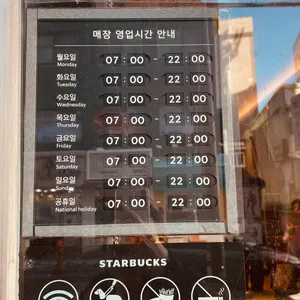 매장 영업시간 안내
월요일 07 : 00 - 22 : 00
Monday
화요일 07 : 00 - 22 : 00
Tuesday
수요일 07 : 00 - 22 : 00
Wednesday
목요일 07 : 00 - 22 : 00
Thursday
금요일 07 : 00 - 22 : 00
Friday
토요일 07 : 00 - 22 : 00
Saturday
일요일 07 : 00 - 22 : 00
Sunday
공휴일 07 : 00 - 22 : 00
National holiday
STARBUCKS